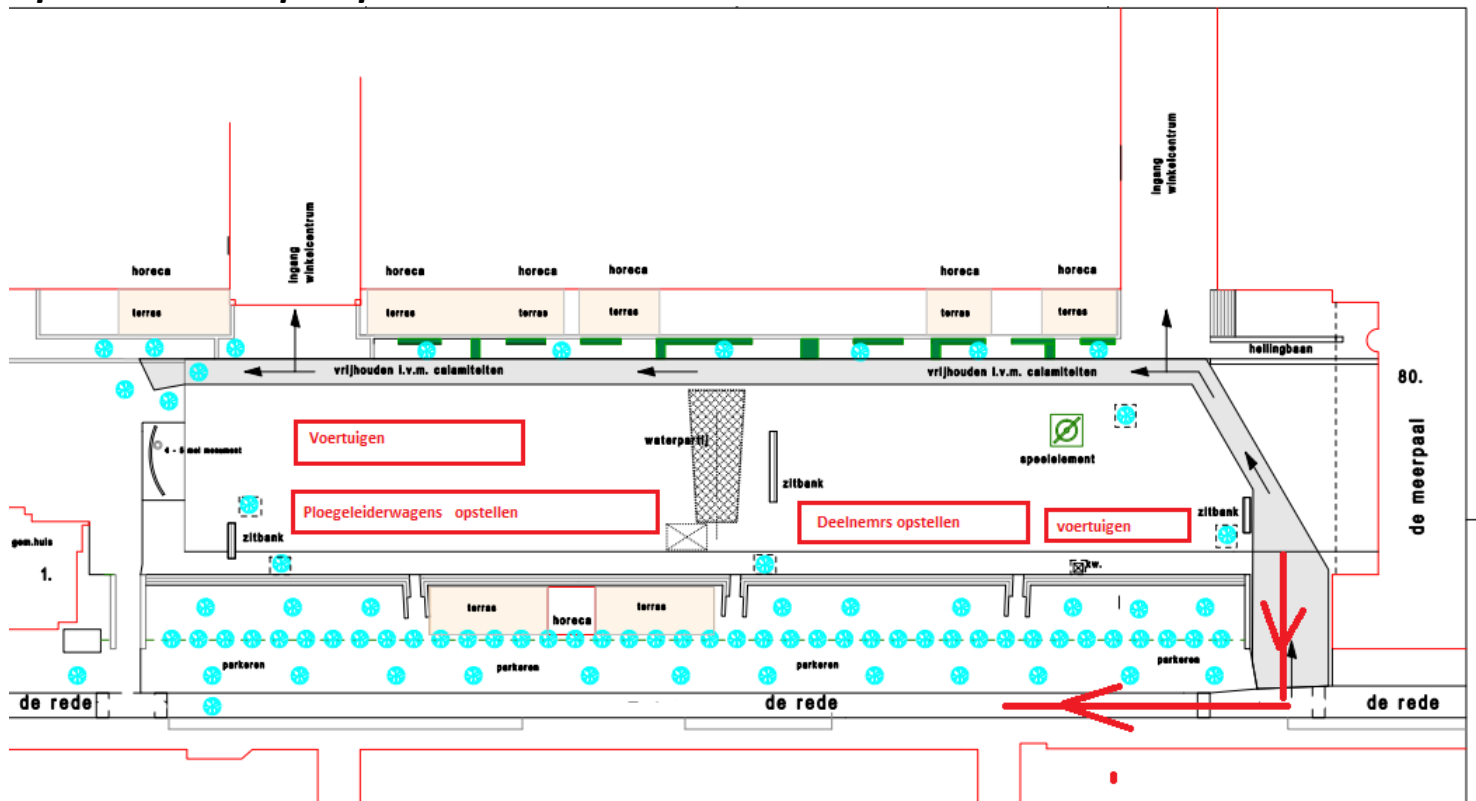 ingang
winkelcentrum
ingang
winkelcentrum
horeca
horeca
horeca
horeca
horeca
horeca
terras
terras
terras
terras
terras
terras
hellingbaan
vrijhouden i.v.m. calamiteiten
vrijhouden i.v.m. calamiteiten
80.
de meerpaal
Voertuigen
waterpartij
4 - 5 mei monument
speelelement
zitbank
Ploegeleiderwagens opstellen
Deelnemrs opstellen
voertuigen
zitbank
zitbank
gem.huis
1.
kw.
terras
horeca
terras
parkeren
parkeren
parkeren
parkeren
de rede
de rede
de rede